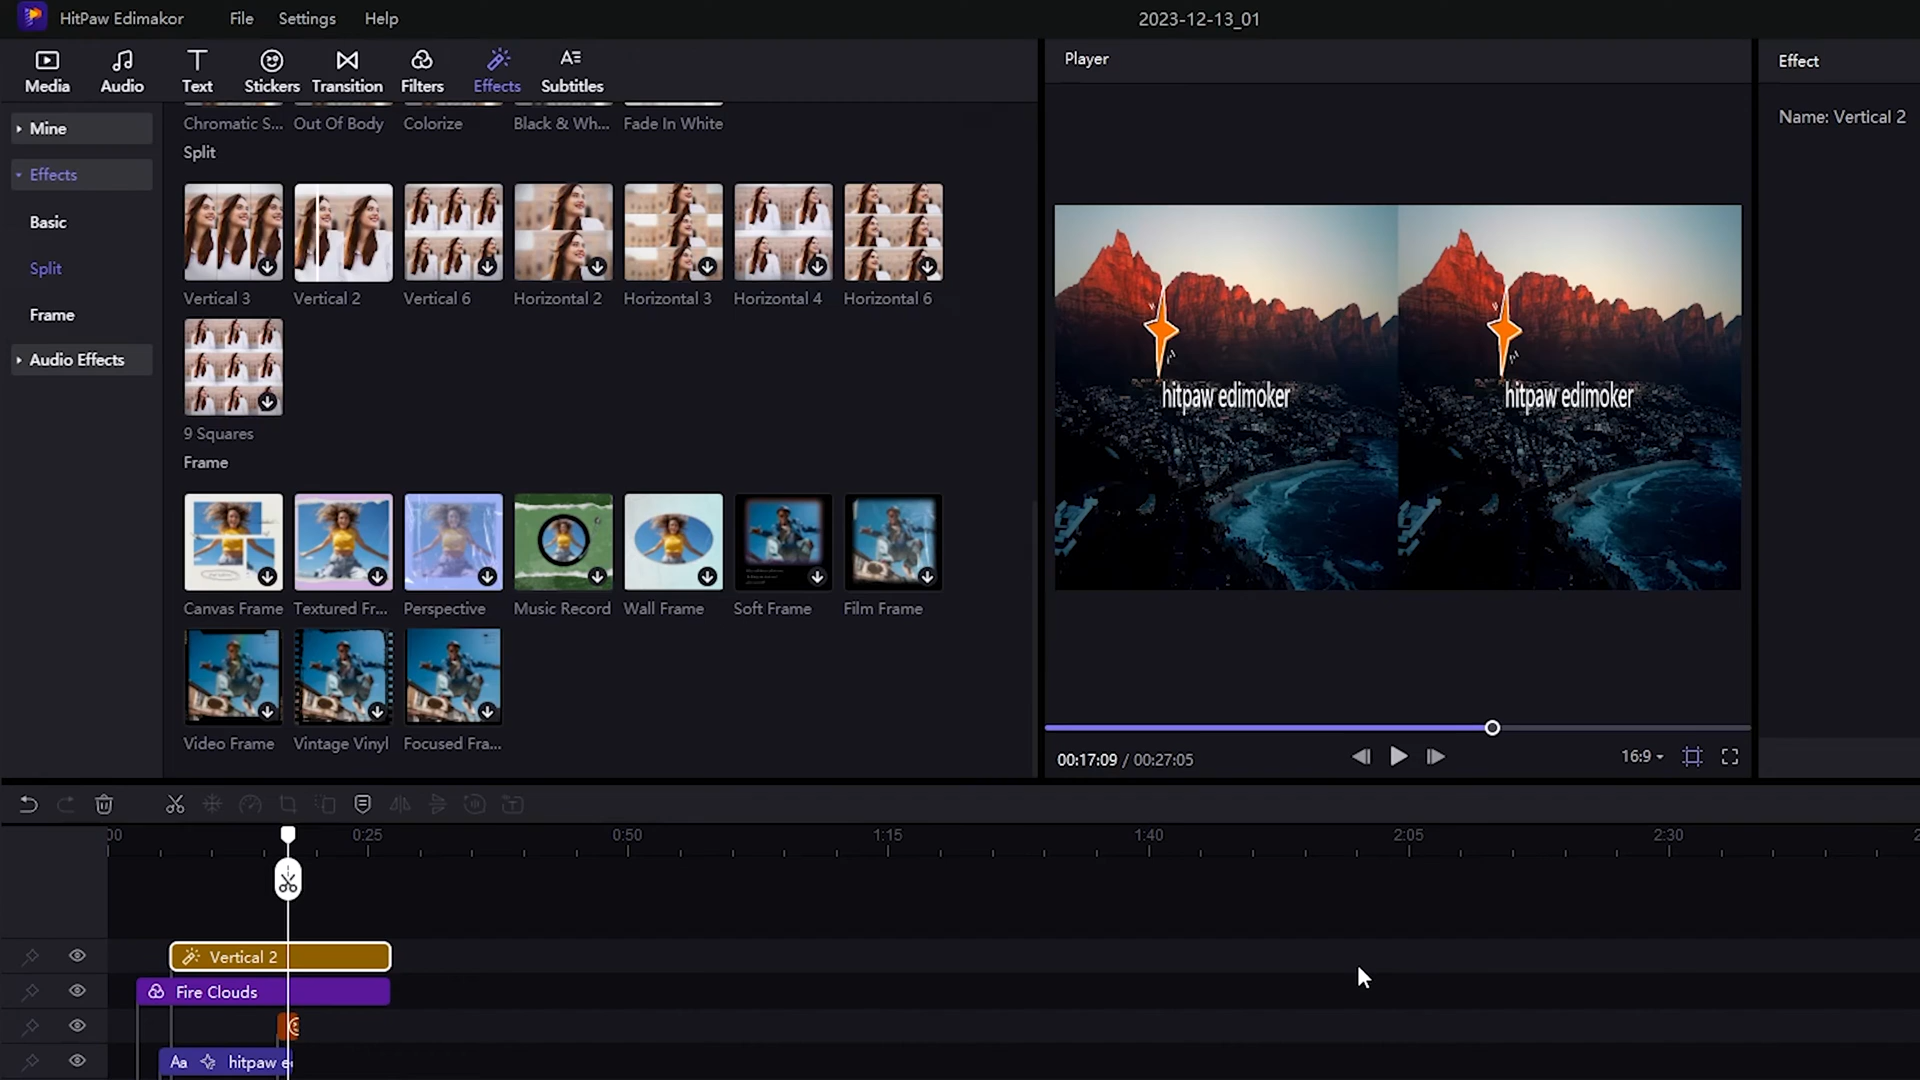 HitPaw Edimakor File Settings Help 2023-12-13_01
Media Audio Text Stickers Transition Filters Effects Subtitles
Player
Effect
Name: Vertical 2
Mine
Effects
Basic
Split
Frame
Audio Effects
Chromatic S... Out Of Body Colorize Black & Wh... Fade In White
Split
Vertical 3 Vertical 2 Vertical 6 Horizontal 2 Horizontal 3 Horizontal 4 Horizontal 6
9 Squares
Frame
Canvas Frame Textured Fr... Perspective Music Record Wall Frame Soft Frame Film Frame
Video Frame Vintage Vinyl Focused Fra...
hitpaw edimoker hitpaw edimoker
00:17:09 / 00:27:05 16:9
00 0:25 0:50 1:15 1:40 2:05 2:30 2
Vertical 2
Fire Clouds
Aa hitpaw e